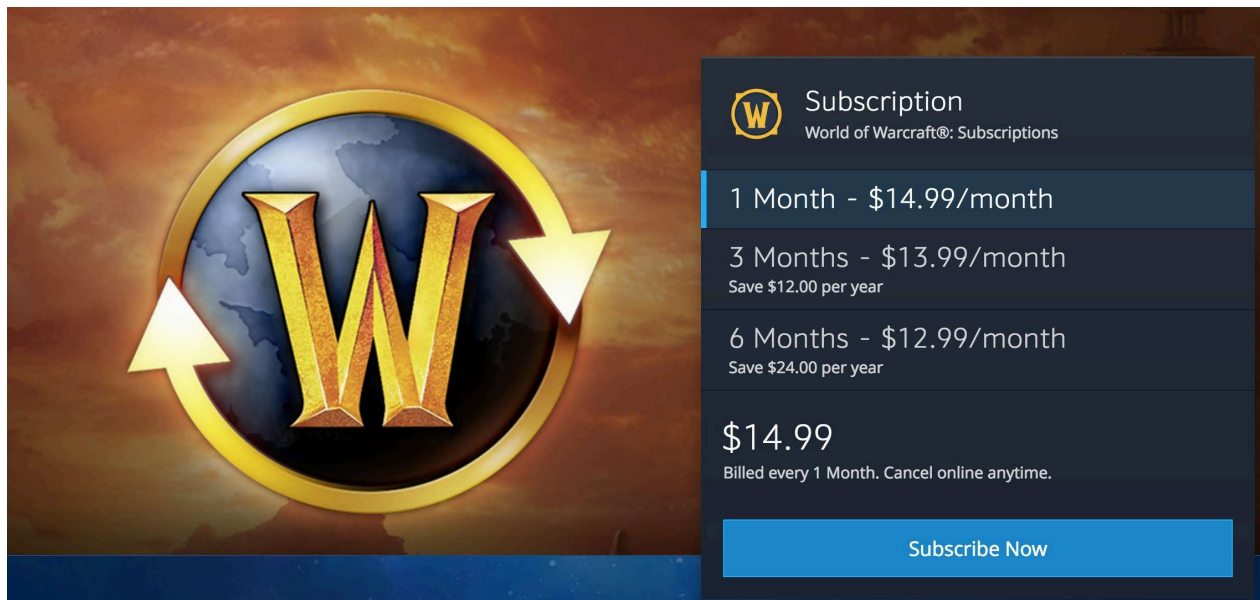 W
W
Subscription
World of Warcraft®: Subscriptions
1 Month - $14.99/month
3 Months - $13.99/month
Save $12.00 per year
6 Months - $12.99/month
Save $24.00 per year
$14.99
Billed every 1 Month. Cancel online anytime.
Subscribe Now